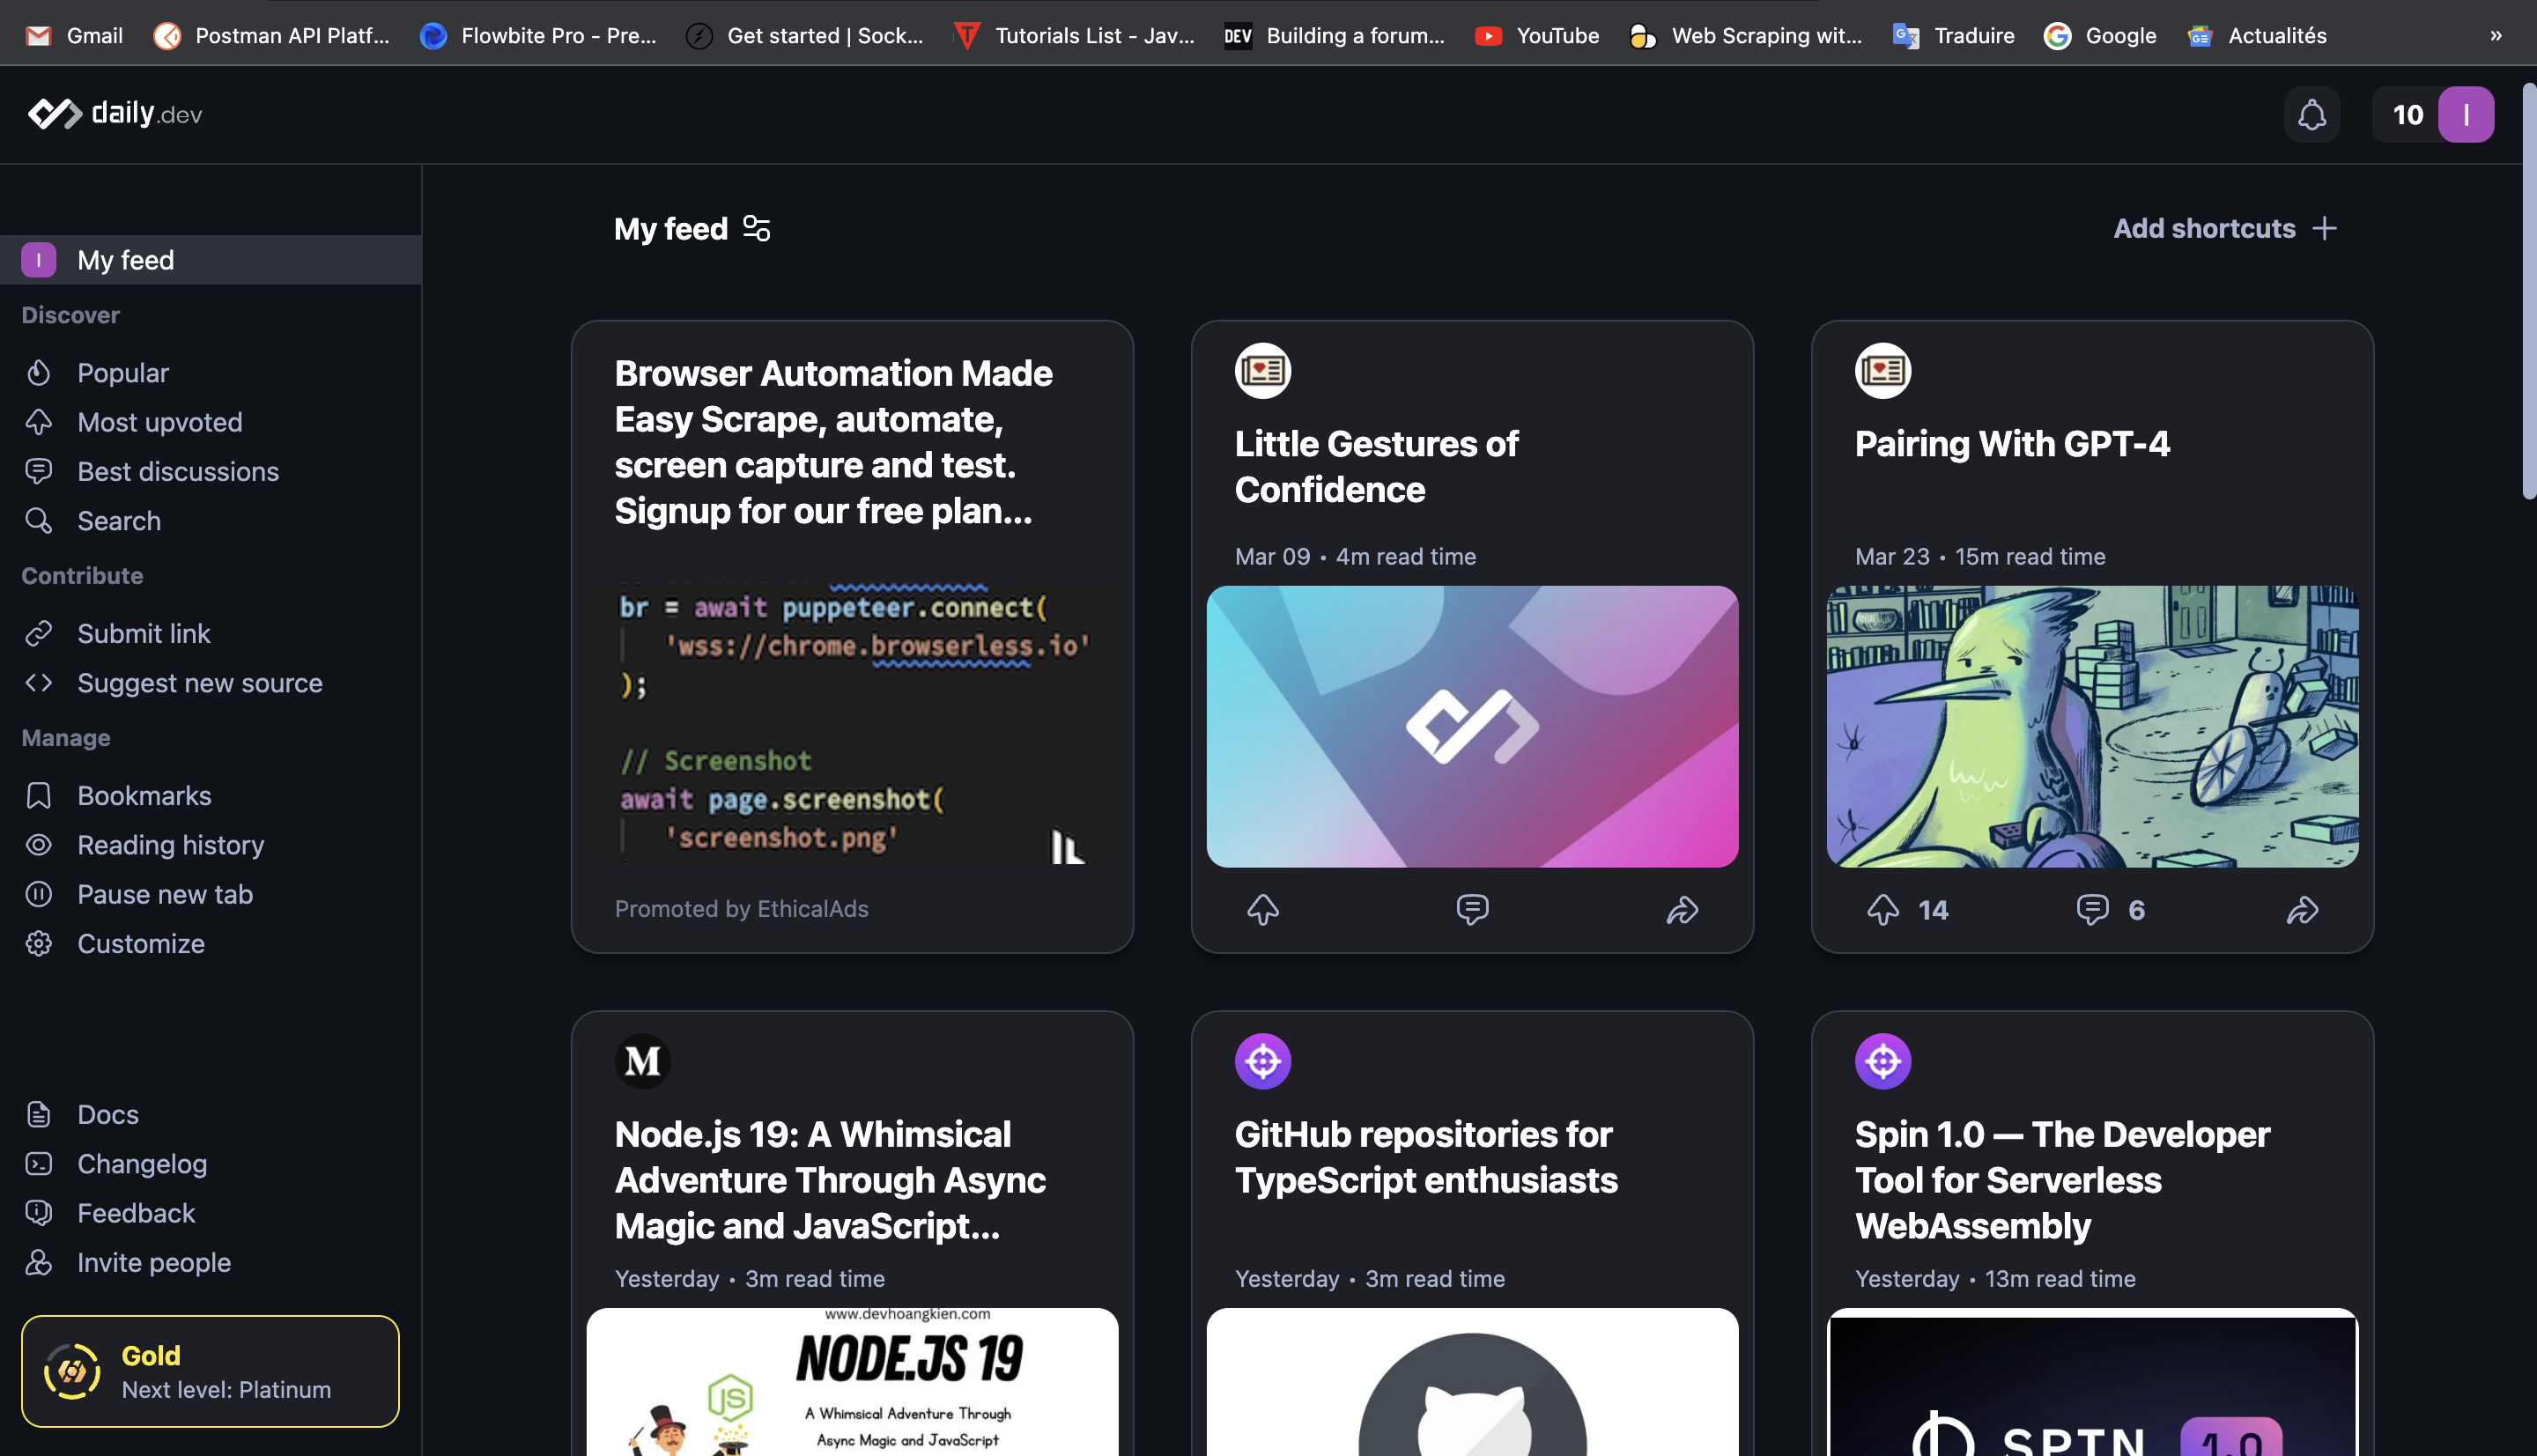 Gmail
Postman API Platf...
Flowbite Pro - Pre...
Get started | Sock...
Tutorials List - Jav...
DEV
Building a forum...
YouTube
Web Scraping wit...
Traduire
Google
Actualités
»
daily.dev
10
I
I
My feed
Discover
Popular
Most upvoted
Best discussions
Search
Contribute
Submit link
Suggest new source
Manage
Bookmarks
Reading history
Pause new tab
Customize
Docs
Changelog
Feedback
Invite people
Gold
Next level: Platinum
My feed
Add shortcuts
Browser Automation Made
Easy Scrape, automate,
screen capture and test.
Signup for our free plan...
br = await puppeteer.connect(
'wss://chrome.browserless.io'
);
// Screenshot
await page.screenshot(
'screenshot.png'
Promoted by EthicalAds
Little Gestures of
Confidence
Mar 09 • 4m read time
Pairing With GPT-4
Mar 23 • 15m read time
14
6
M
Node.js 19: A Whimsical
Adventure Through Async
Magic and JavaScript...
Yesterday • 3m read time
www.devhoangkien.com
NODE.JS 19
JS
A Whimsical Adventure Through
Async Magic and JavaScript
GitHub repositories for
TypeScript enthusiasts
Yesterday • 3m read time
Spin 1.0 — The Developer
Tool for Serverless
WebAssembly
Yesterday • 13m read time
1.0